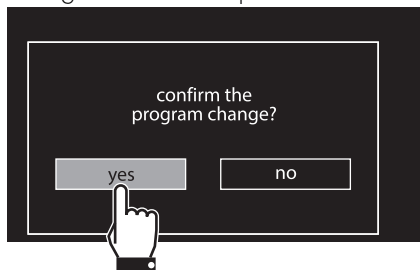 confirm the
program change?
yes no